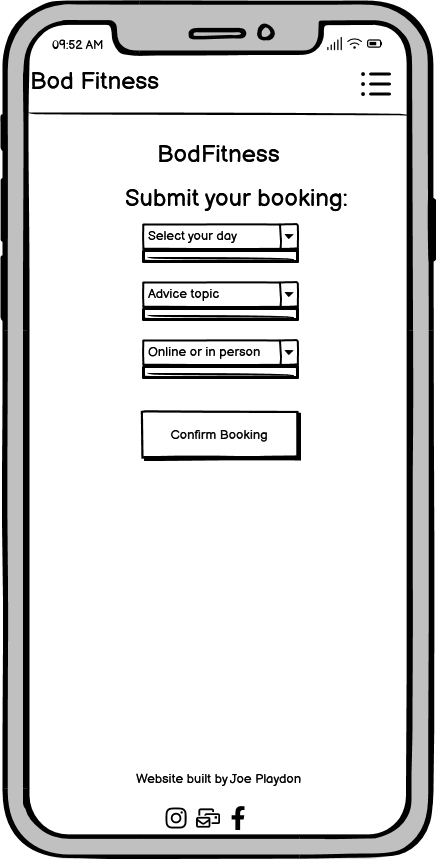 09:52 AM
Bod Fitness
BodFitness
Submit your booking:
Select your day
Advice topic
Online or in person
Confirm Booking
Website built by Joe Playdon